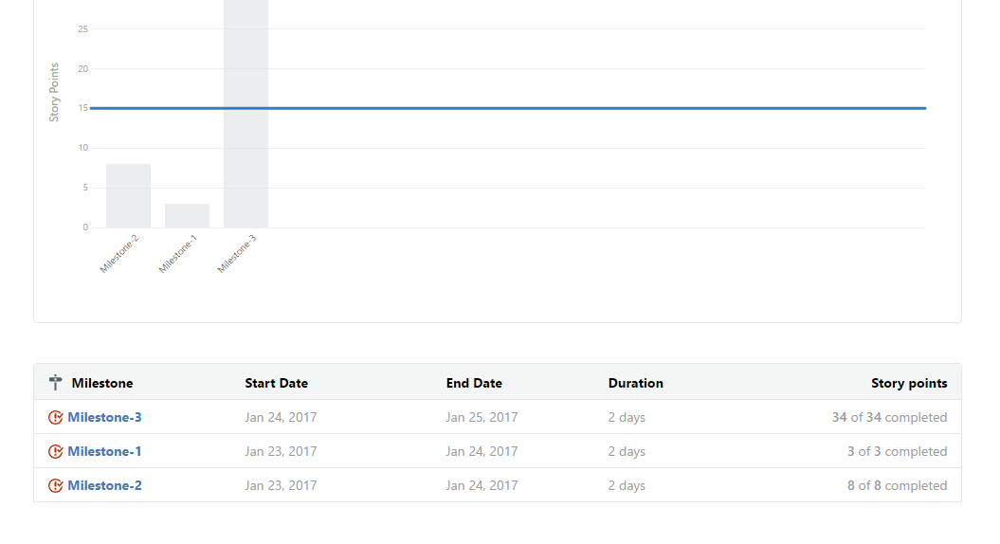 25
20
15
10
5
0
Story Points
Milestone-2
Milestone-1
Milestone-3
Milestone Start Date End Date Duration Story points
Milestone-3 Jan 24, 2017 Jan 25, 2017 2 days 34 of 34 completed
Milestone-1 Jan 23, 2017 Jan 24, 2017 2 days 3 of 3 completed
Milestone-2 Jan 23, 2017 Jan 24, 2017 2 days 8 of 8 completed